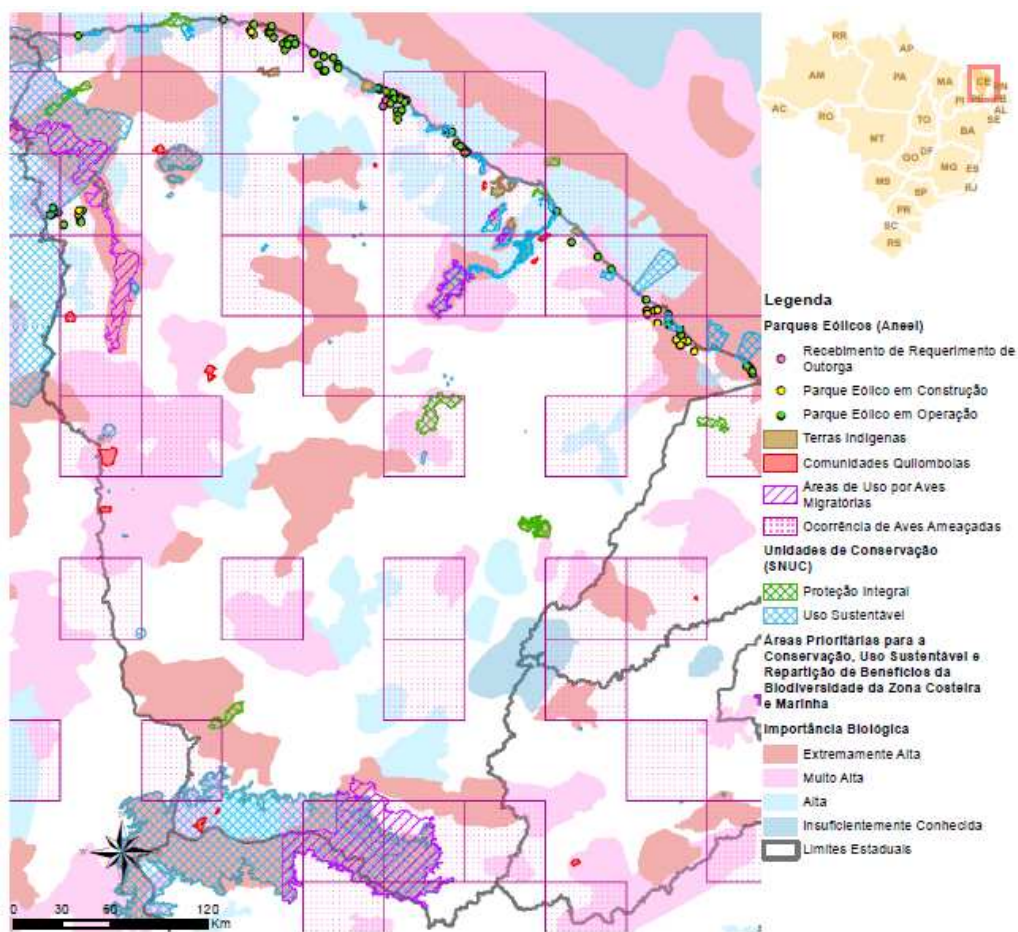 RR
AP
AM
PA
MA
CE
RN
PI
PB
PE
AL
SE
AC
RO
TO
BA
MT
DF
GO
MG
ES
MS
SP
RJ
PR
SC
RS
Legenda
Parques Eólicos (Aneel)
Recebimento de Requerimento de
Outorga
Parque Eólico em Construção
Parque Eólico em Operação
Terras Indígenas
Comunidades Quilombolas
Áreas de Uso por Aves
Migratórias
Ocorrência de Aves Ameaçadas
Unidades de Conservação
(SNUC)
Proteção Integral
Uso Sustentável
Áreas Prioritárias para a
Conservação, Uso Sustentável e
Repartição de Benefícios da
Biodiversidade da Zona Costeira
e Marinha
Importância Biológica
Extremamente Alta
Muito Alta
Alta
Insuficientemente Conhecida
Limites Estaduais
0 30 60 120
Km